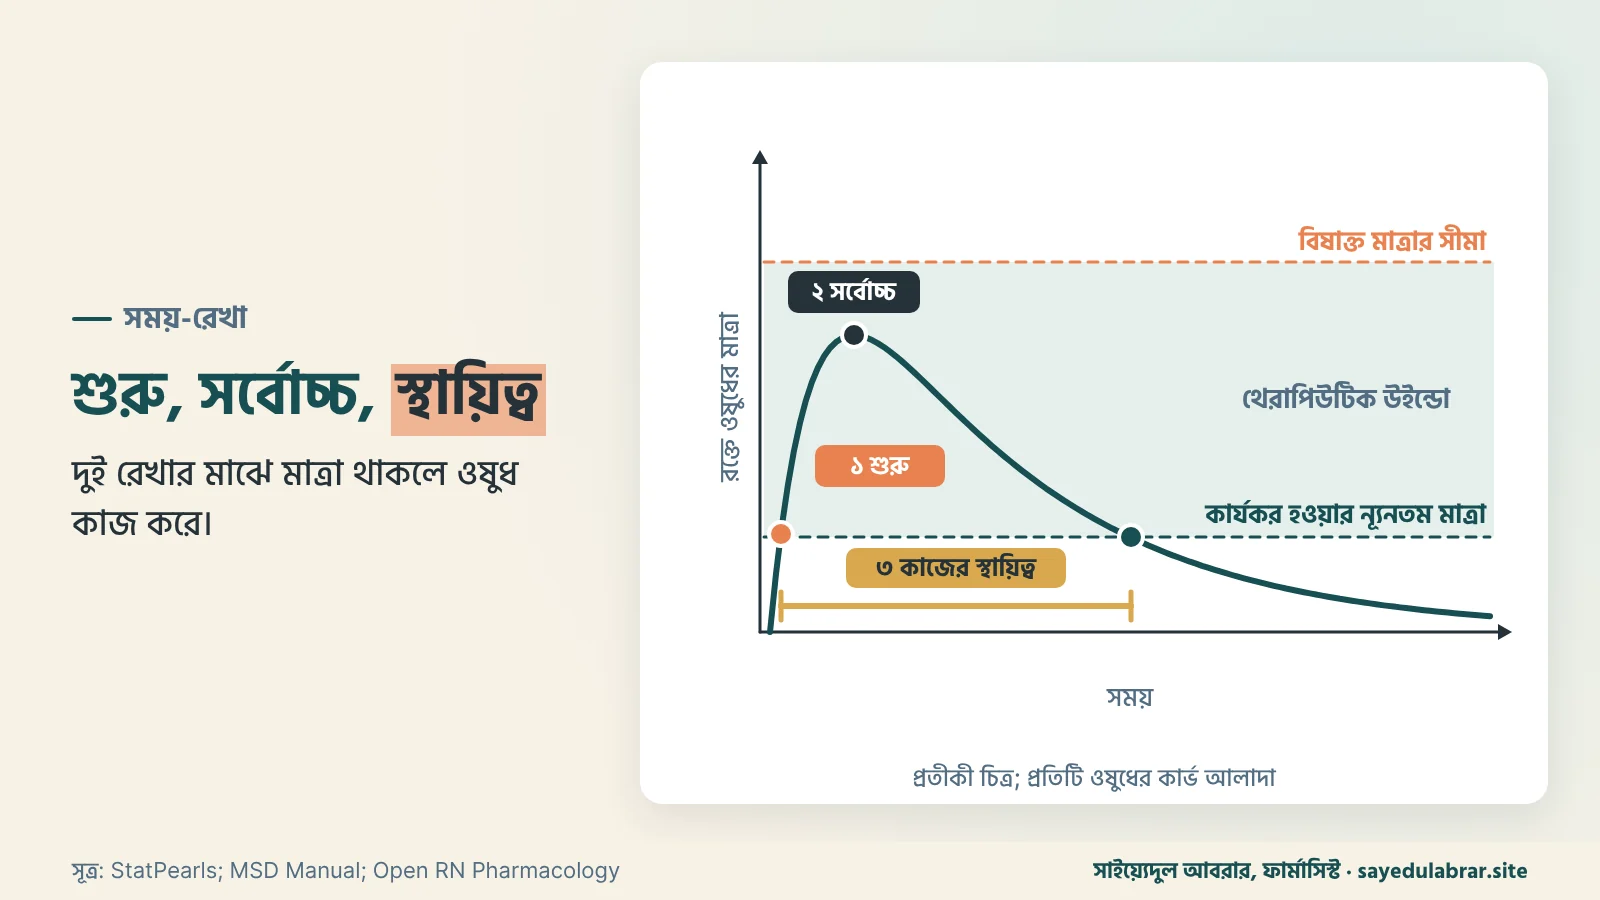 সময়-রেখা
শুরু, সর্বোচ্চ, স্থায়িত্ব
দুই রেখার মাঝে মাত্রা থাকলে ওষুধ
কাজ করে।
বিষাক্ত মাত্রার সীমা
২ সর্বোচ্চ
রক্তে ওষুধের মাত্রা
থেরাপিউটিক উইন্ডো
১ শুরু
কার্যকর হওয়ার ন্যূনতম মাত্রা
৩ কাজের স্থায়িত্ব
সময়
প্রতীকী চিত্র; প্রতিটি ওষুধের কার্ভ আলাদা
সূত্র: StatPearls; MSD Manual; Open RN Pharmacology
সাইয়্যেদুল আবরার, ফার্মাসিস্ট · sayedulabrar.site